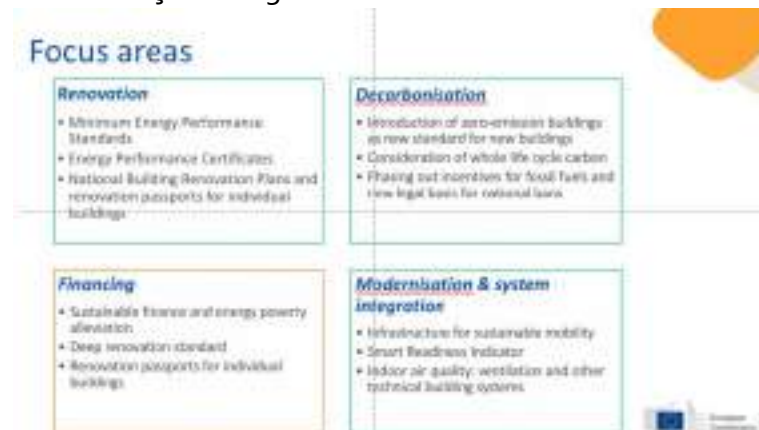 Focus areas
Renovation
• Minimum Energy Performance
Standards
• Energy Performance Certificates
• National Building Renovation Plans and
renovation passports for individual
buildings
Decarbonisation
• Introduction of zero-emission buildings
as new standard for new buildings
• Consideration of whole life cycle carbon
• Phasing out incentives for fossil fuels and
new legal basis for national bans
Financing
• Sustainable finance and energy poverty
alleviation
• Deep renovation standard
• Renovation passports for individual
buildings
Modernisation & system
integration
• Infrastructure for sustainable mobility
• Smart Readiness Indicator
• Indoor air quality: ventilation and other
technical building systems
European
Commission